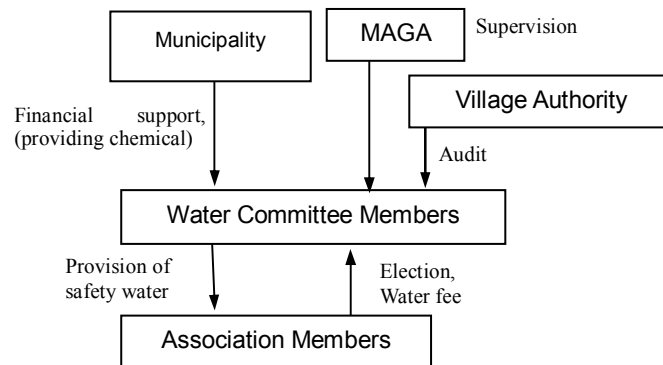 Municipality
MAGA
Supervision
Financial support,
(providing chemical)
Village Authority
Audit
Water Committee Members
Provision of
safety water
Election,
Water fee
Association Members